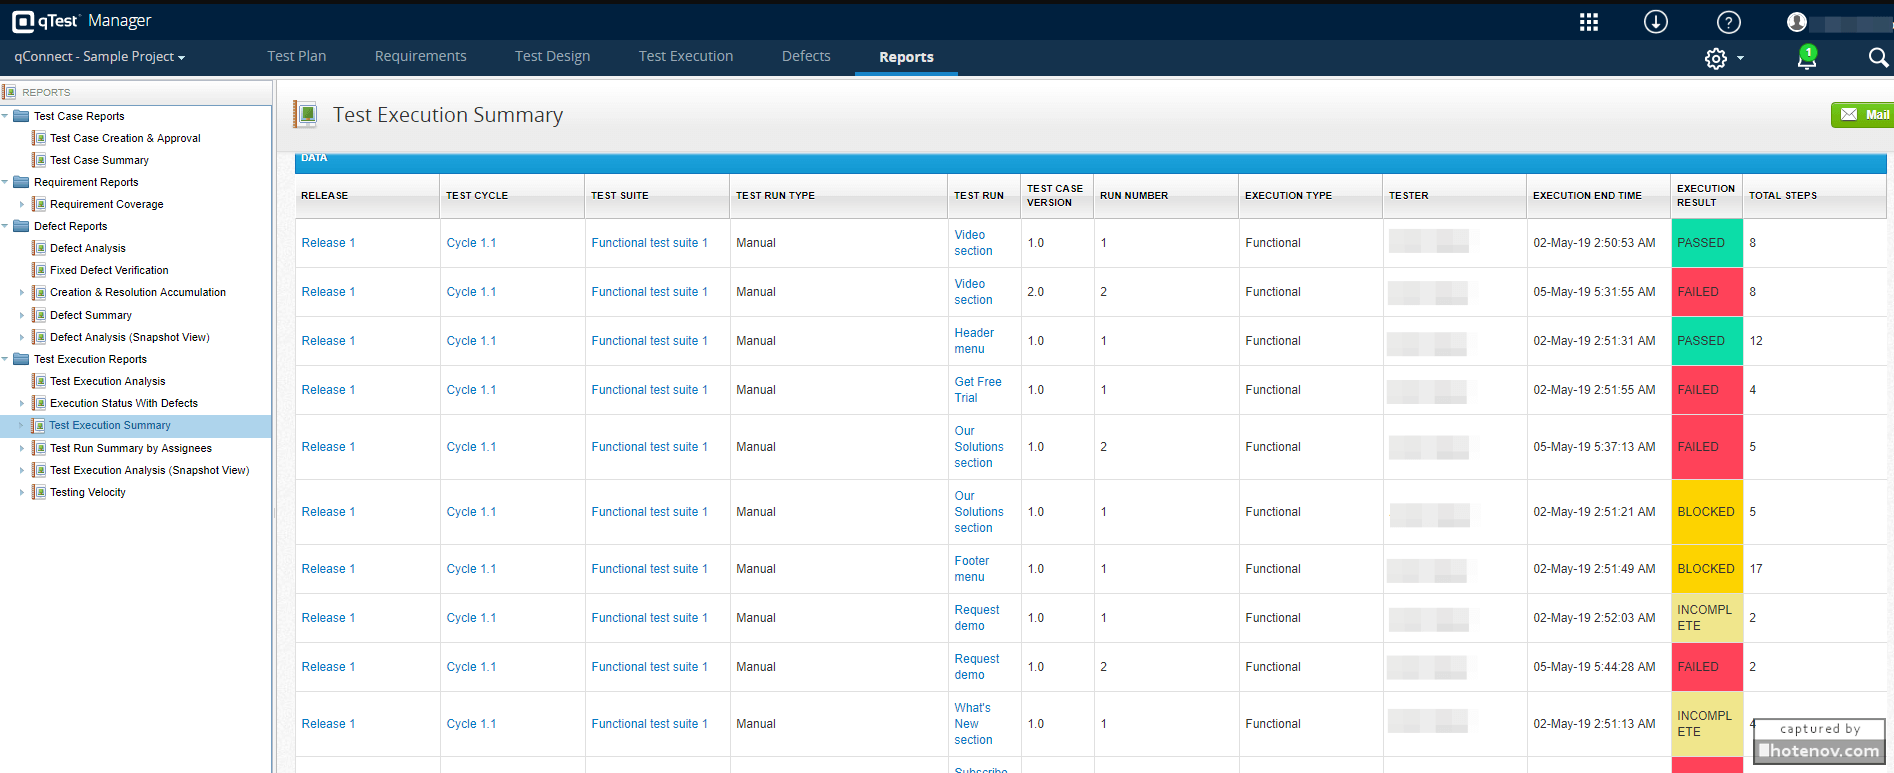 qTest Manager
qConnect - Sample Project
Test Plan
Requirements
Test Design
Test Execution
Defects
Reports
1
REPORTS
Test Case Reports
Test Case Creation & Approval
Test Case Summary
Requirement Reports
Requirement Coverage
Defect Reports
Defect Analysis
Fixed Defect Verification
Creation & Resolution Accumulation
Defect Summary
Defect Analysis (Snapshot View)
Test Execution Reports
Test Execution Analysis
Execution Status With Defects
Test Execution Summary
Test Run Summary by Assignees
Test Execution Analysis (Snapshot View)
Testing Velocity
Test Execution Summary
Mail
DATA
RELEASE TEST CYCLE TEST SUITE TEST RUN TYPE TEST RUN TEST CASE VERSION RUN NUMBER EXECUTION TYPE TESTER EXECUTION END TIME EXECUTION RESULT TOTAL STEPS
Release 1 Cycle 1.1 Functional test suite 1 Manual Video section 1.0 1 Functional 02-May-19 2:50:53 AM PASSED 8
Release 1 Cycle 1.1 Functional test suite 1 Manual Video section 2.0 2 Functional 05-May-19 5:31:55 AM FAILED 8
Release 1 Cycle 1.1 Functional test suite 1 Manual Header menu 1.0 1 Functional 02-May-19 2:51:31 AM PASSED 12
Release 1 Cycle 1.1 Functional test suite 1 Manual Get Free Trial 1.0 1 Functional 02-May-19 2:51:55 AM FAILED 4
Release 1 Cycle 1.1 Functional test suite 1 Manual Our Solutions section 1.0 2 Functional 05-May-19 5:37:13 AM FAILED 5
Release 1 Cycle 1.1 Functional test suite 1 Manual Our Solutions section 1.0 1 Functional 02-May-19 2:51:21 AM BLOCKED 5
Release 1 Cycle 1.1 Functional test suite 1 Manual Footer menu 1.0 1 Functional 02-May-19 2:51:49 AM BLOCKED 17
Release 1 Cycle 1.1 Functional test suite 1 Manual Request demo 1.0 1 Functional 02-May-19 2:52:03 AM INCOMPLETE 2
Release 1 Cycle 1.1 Functional test suite 1 Manual Request demo 1.0 2 Functional 05-May-19 5:44:28 AM FAILED 2
Release 1 Cycle 1.1 Functional test suite 1 Manual What's New section 1.0 1 Functional 02-May-19 2:51:13 AM INCOMPLETE 4
Subscribe
captured by
hotenov.com